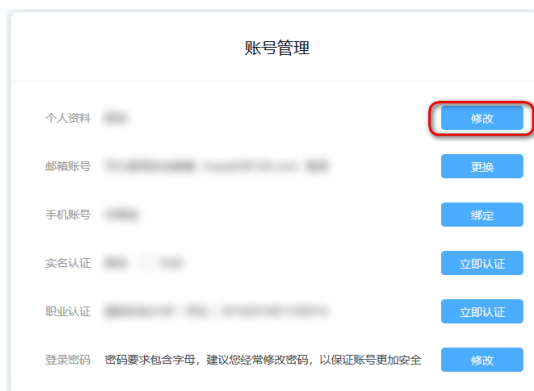 账号管理
个人资料 修改
邮箱账号 更换
手机账号 绑定
实名认证 立即认证
职业认证 立即认证
登录密码 密码要求包含字母，建议您经常修改密码，以保证账号更加安全 修改